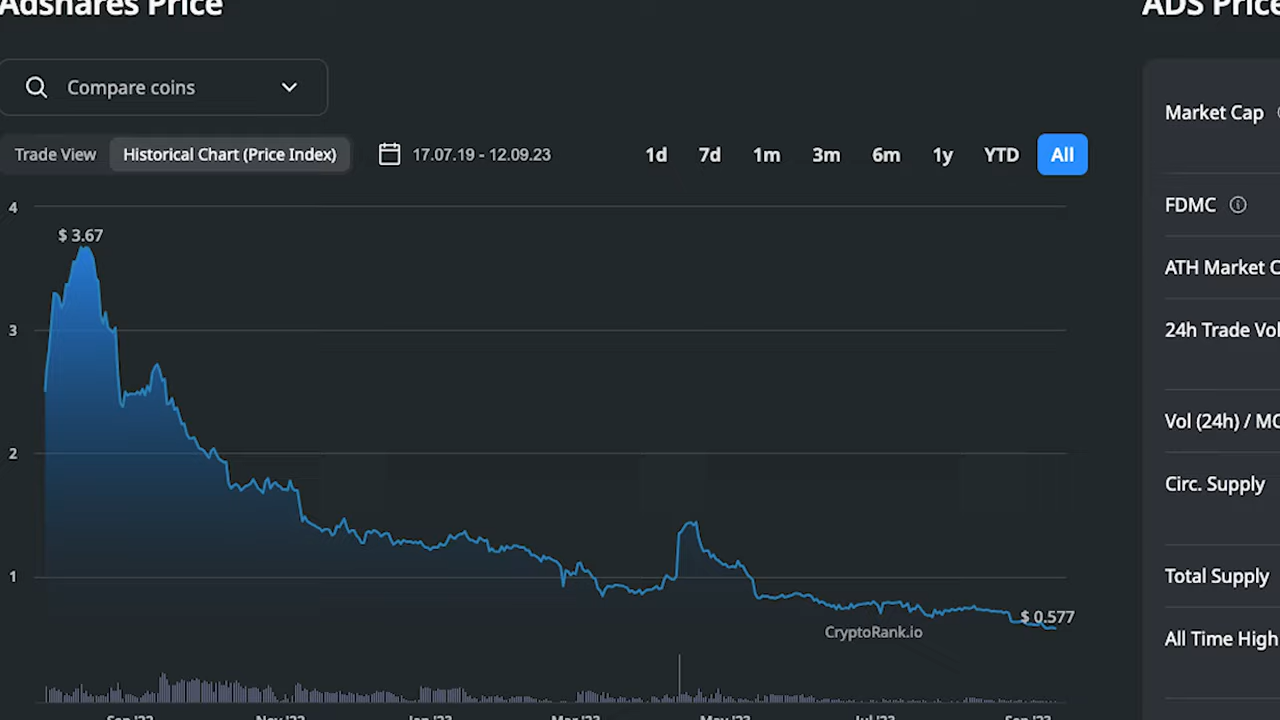 Adshares Price
ADS Price
Compare coins
Trade View
Historical Chart (Price Index)
17.07.19 - 12.09.23
1d
7d
1m
3m
6m
1y
YTD
All
4
$ 3.67
3
2
1
$ 0.577
CryptoRank.io
Market Cap
FDMC
ATH Market C
24h Trade Vol
Vol (24h) / MC
Circ. Supply
Total Supply
All Time High